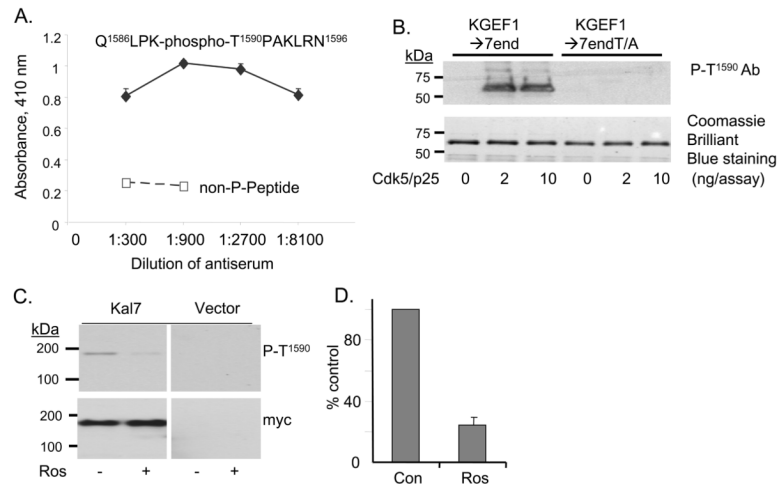 A.
Q¹⁵⁸⁶LPK-phospho-T¹⁵⁹⁰PAKLRN¹⁵⁹⁶
Absorbance, 410 nm
1.2
1
0.8
0.6
0.4
0.2
0
non-P-Peptide
0 1:300 1:900 1:2700 1:8100
Dilution of antiserum
B.
KGEF1 KGEF1
→7end →7endT/A
kDa
75
50
P-T¹⁵⁹⁰ Ab
75
50
Coomassie
Brilliant
Blue staining
Cdk5/p25 0 2 10 0 2 10 (ng/assay)
C.
Kal7 Vector
kDa
200
100
P-T¹⁵⁹⁰
200
100
myc
Ros - + - +
D.
% control
80
40
0
Con Ros